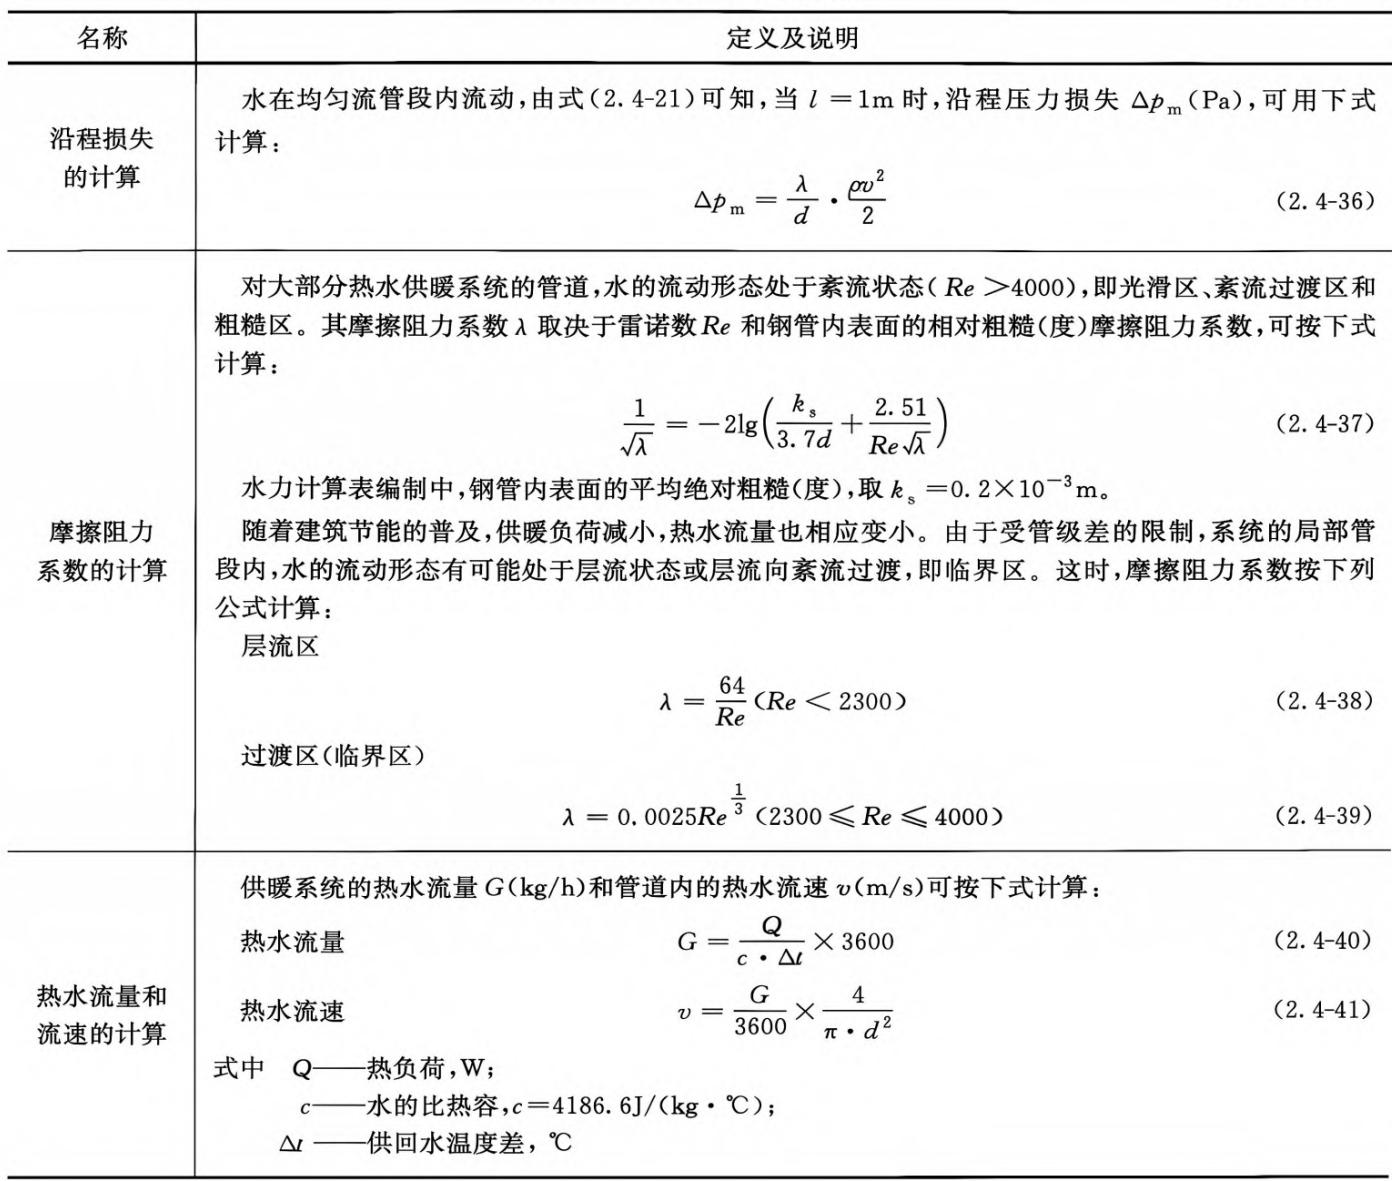 名称 定义及说明
沿程损失
的计算
水在均匀流管段内流动,由式(2.4-21)可知,当 l =1m 时,沿程压力损失 Δp_m(Pa),可用下式
计算:
Δp_m = λ/d · ρv²/2 (2.4-36)
摩擦阻力
系数的计算
对大部分热水供暖系统的管道,水的流动形态处于紊流状态( Re >4000),即光滑区、紊流过渡区和
粗糙区。其摩擦阻力系数 λ 取决于雷诺数 Re 和钢管内表面的相对粗糙(度)摩擦阻力系数,可按下式
计算:
1/√λ = −2lg(k_s/3.7d + 2.51/Re√λ) (2.4-37)
水力计算表编制中,钢管内表面的平均绝对粗糙(度),取 k_s =0.2×10⁻³m。
随着建筑节能的普及,供暖负荷减小,热水流量也相应变小。由于受管级差的限制,系统的局部管
段内,水的流动形态有可能处于层流状态或层流向紊流过渡,即临界区。这时,摩擦阻力系数按下列
公式计算:
层流区
λ = 64/Re (Re < 2300) (2.4-38)
过渡区(临界区)
λ = 0.0025Re^(1/3) (2300 ≤ Re ≤ 4000) (2.4-39)
热水流量和
流速的计算
供暖系统的热水流量 G(kg/h)和管道内的热水流速 v(m/s)可按下式计算:
热水流量 G = Q/(c · Δt) × 3600 (2.4-40)
热水流速 v = G/3600 × 4/(π · d²) (2.4-41)
式中 Q——热负荷,W;
c——水的比热容,c=4186.6J/(kg · ℃);
Δt ——供回水温度差, ℃